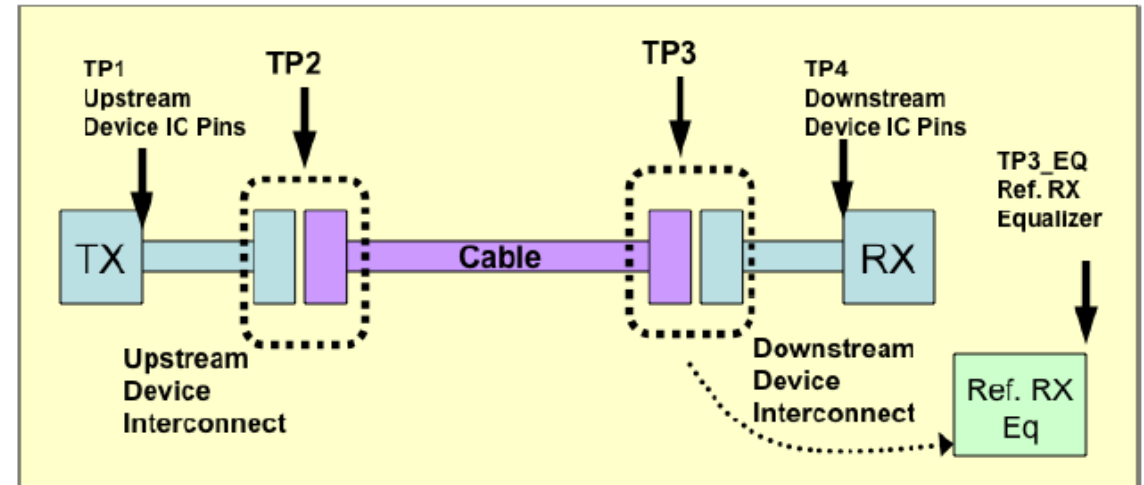 TP1
Upstream
Device IC Pins
TP2
TP3
TP4
Downstream
Device IC Pins
TP3_EQ
Ref. RX
Equalizer
TX
Cable
RX
Upstream
Device
Interconnect
Downstream
Device
Interconnect
Ref. RX
Eq